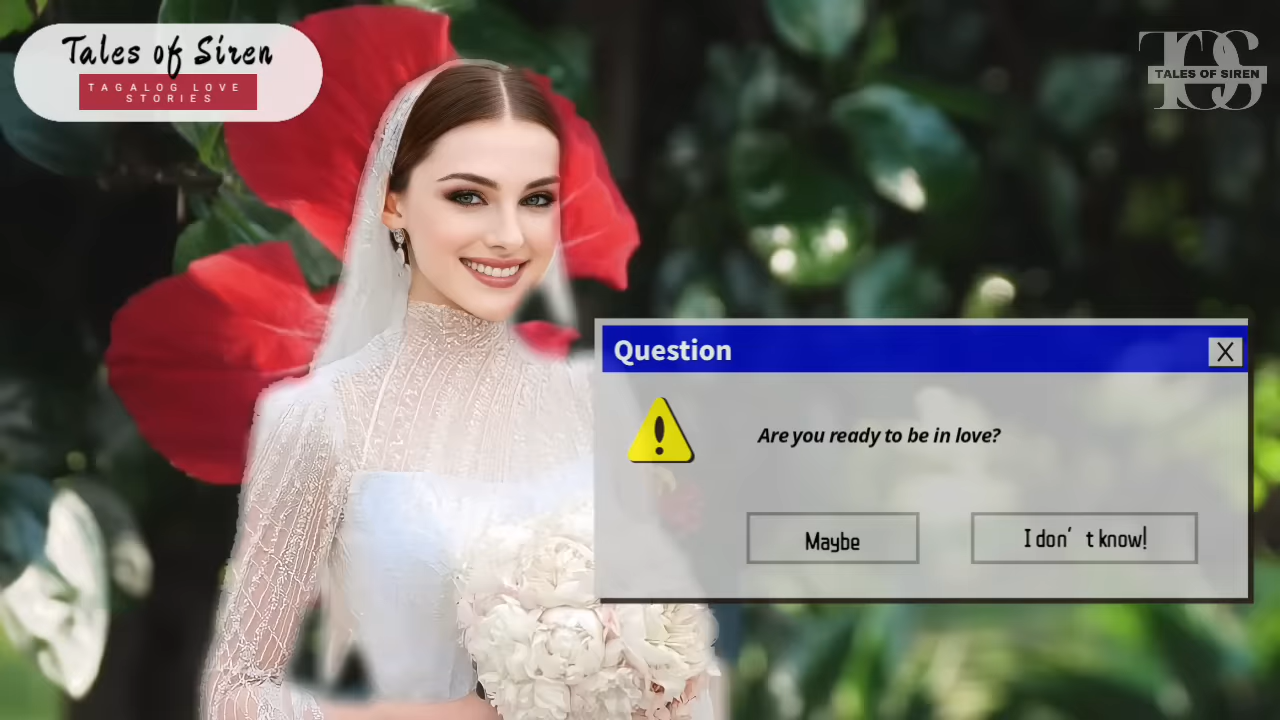 Tales of Siren
TAGALOG LOVE
STORIES
TOS
TALES OF SIREN
Question
X
Are you ready to be in love?
Maybe
I don't know!